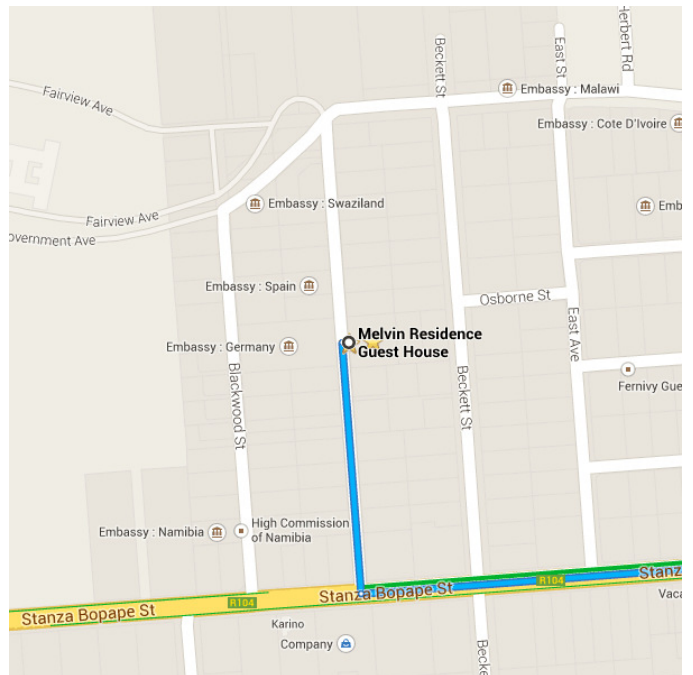 Herbert Rd
Beckett St
East St
Embassy : Malawi
Fairview Ave
Embassy : Cote D'Ivoire
Embassy : Swaziland
Emb
Fairview Ave
overnment Ave
Embassy : Spain
Osborne St
Melvin Residence
Guest House
Embassy : Germany
East Ave
Blackwood St
Beckett St
Fernivy Gue
High Commission
of Namibia
Embassy : Namibia
Stanza
R104
Stanza Bopape St
Vaca
R104
Stanza Bopape St
Karino
Company
Becke